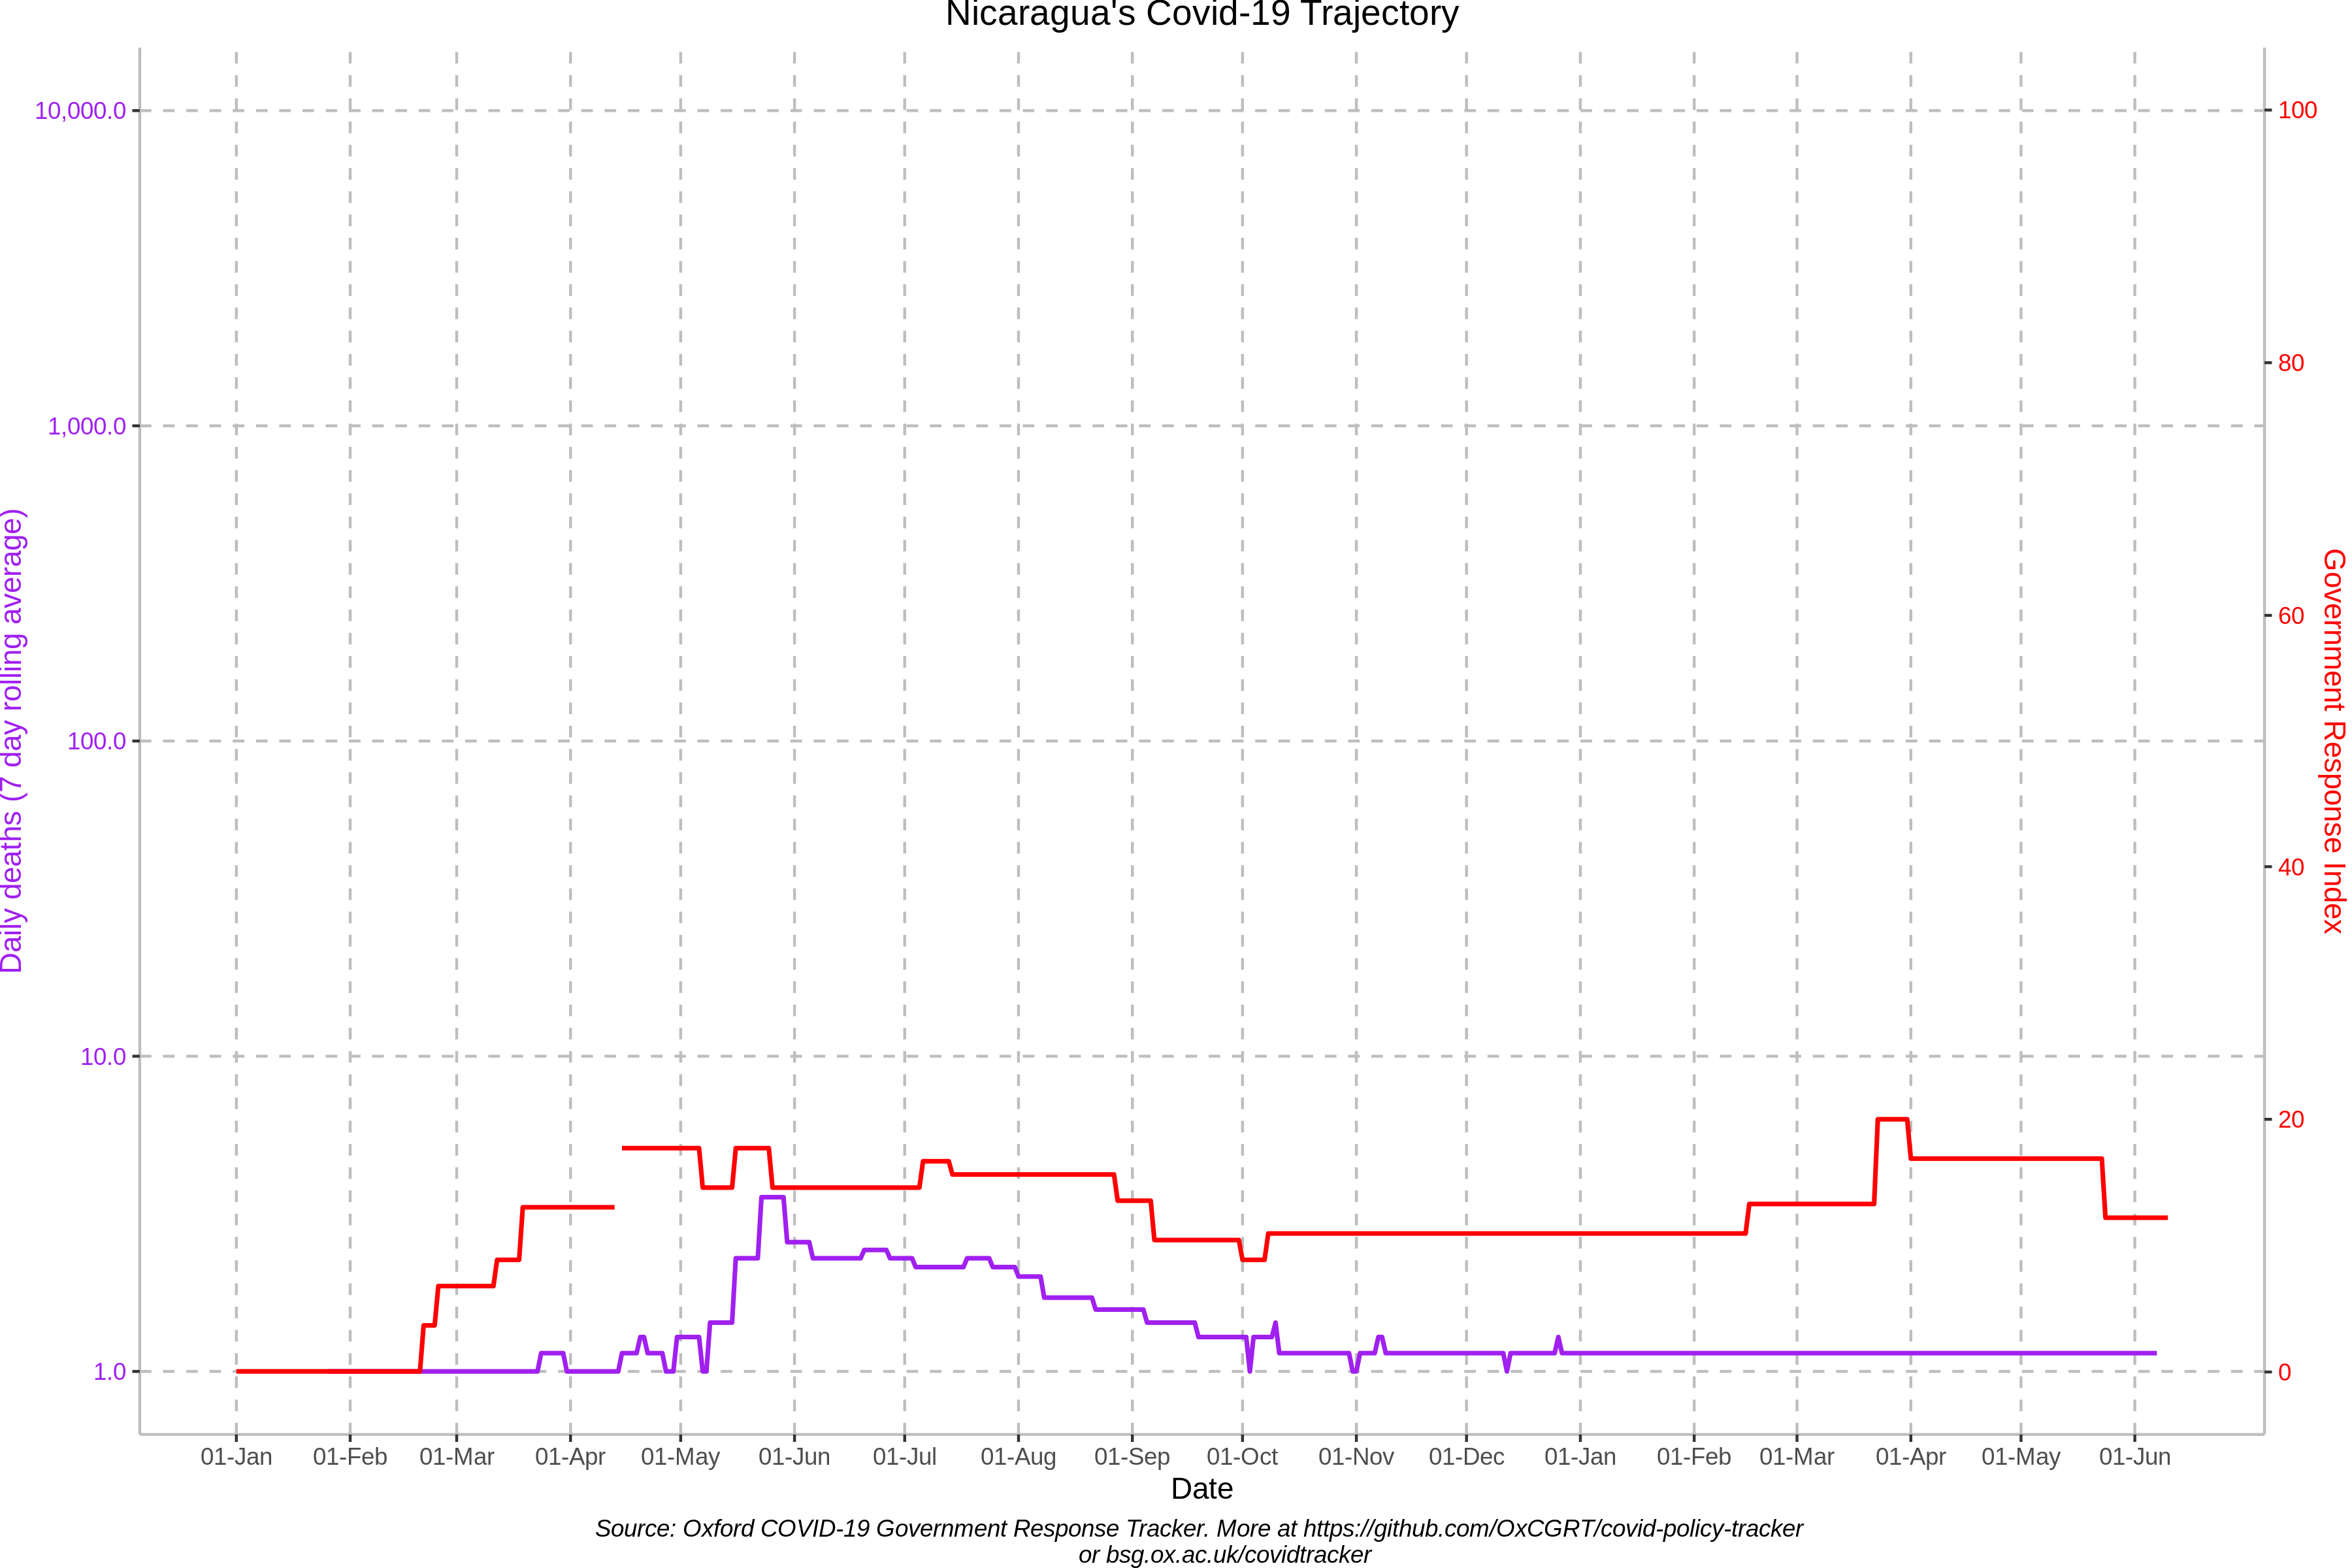 Nicaragua's Covid-19 Trajectory
Daily deaths (7 day rolling average)
10,000.0
1,000.0
100.0
10.0
1.0
100
80
60
40
20
0
Government Response Index
01-Jan 01-Feb 01-Mar 01-Apr 01-May 01-Jun 01-Jul 01-Aug 01-Sep 01-Oct 01-Nov 01-Dec 01-Jan 01-Feb 01-Mar 01-Apr 01-May 01-Jun
Date
Source: Oxford COVID-19 Government Response Tracker. More at https://github.com/OxCGRT/covid-policy-tracker
or bsg.ox.ac.uk/covidtracker